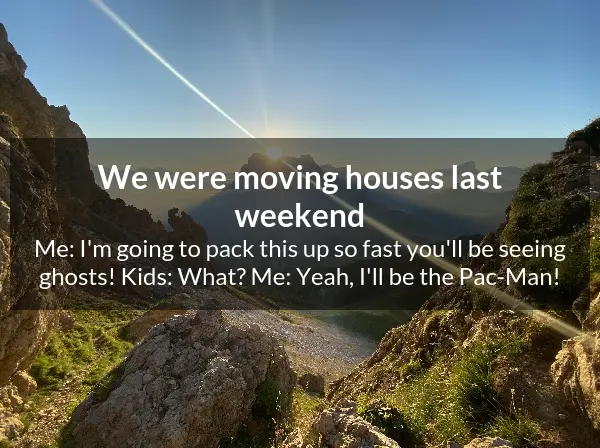 We were moving houses last
weekend
Me: I'm going to pack this up so fast you'll be seeing
ghosts! Kids: What? Me: Yeah, I'll be the Pac-Man!